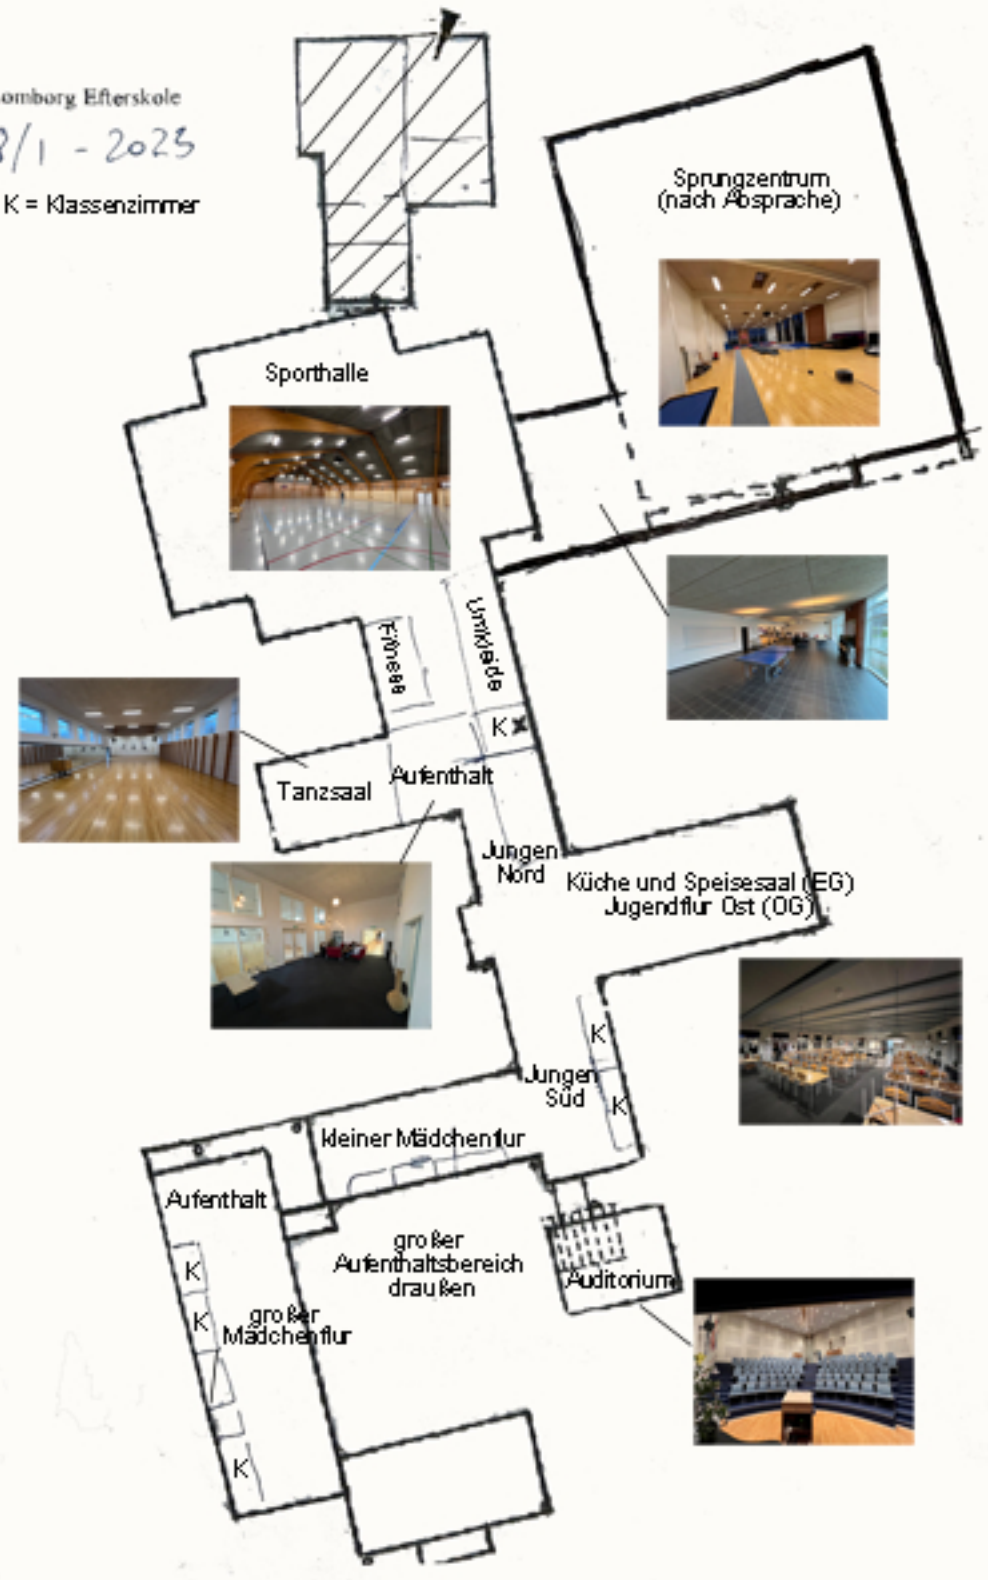 omborg Efterskole
8/1 - 2023
K = Klassenzimmer
Sprungzentrum
(nach Absprache)
Sporthalle
Fitness
Umkleide
K
Aufenthalt
Tanzsaal
Jungen
Nord
Küche und Speisesaal (EG)
Jugendflur Ost (OG)
K
Jungen
Süd
K
kleiner Mädchenflur
Aufenthalt
großer
Aufenthaltsbereich
draußen
K
Auditorium
K
großer
Mädchenflur
K